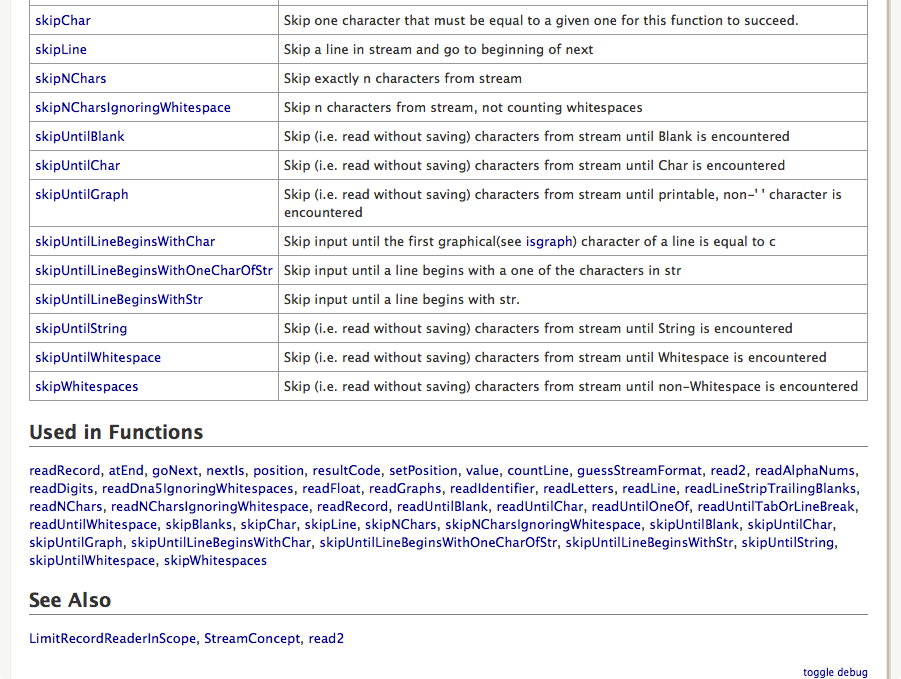 skipChar Skip one character that must be equal to a given one for this function to succeed.
skipLine Skip a line in stream and go to beginning of next
skipNChars Skip exactly n characters from stream
skipNCharsIgnoringWhitespace Skip n characters from stream, not counting whitespaces
skipUntilBlank Skip (i.e. read without saving) characters from stream until Blank is encountered
skipUntilChar Skip (i.e. read without saving) characters from stream until Char is encountered
skipUntilGraph Skip (i.e. read without saving) characters from stream until printable, non-' ' character is
encountered
skipUntilLineBeginsWithChar Skip input until the first graphical(see isgraph) character of a line is equal to c
skipUntilLineBeginsWithOneCharOfStr Skip input until a line begins with a one of the characters in str
skipUntilLineBeginsWithStr Skip input until a line begins with str.
skipUntilString Skip (i.e. read without saving) characters from stream until String is encountered
skipUntilWhitespace Skip (i.e. read without saving) characters from stream until Whitespace is encountered
skipWhitespaces Skip (i.e. read without saving) characters from stream until non-Whitespace is encountered
Used in Functions
readRecord, atEnd, goNext, nextIs, position, resultCode, setPosition, value, countLine, guessStreamFormat, read2, readAlphaNums,
readDigits, readDna5IgnoringWhitespaces, readFloat, readGraphs, readIdentifier, readLetters, readLine, readLineStripTrailingBlanks,
readNChars, readNCharsIgnoringWhitespace, readRecord, readUntilBlank, readUntilChar, readUntilOneOf, readUntilTabOrLineBreak,
readUntilWhitespace, skipBlanks, skipChar, skipLine, skipNChars, skipNCharsIgnoringWhitespace, skipUntilBlank, skipUntilChar,
skipUntilGraph, skipUntilLineBeginsWithChar, skipUntilLineBeginsWithOneCharOfStr, skipUntilLineBeginsWithStr, skipUntilString,
skipUntilWhitespace, skipWhitespaces
See Also
LimitRecordReaderInScope, StreamConcept, read2
toggle debug